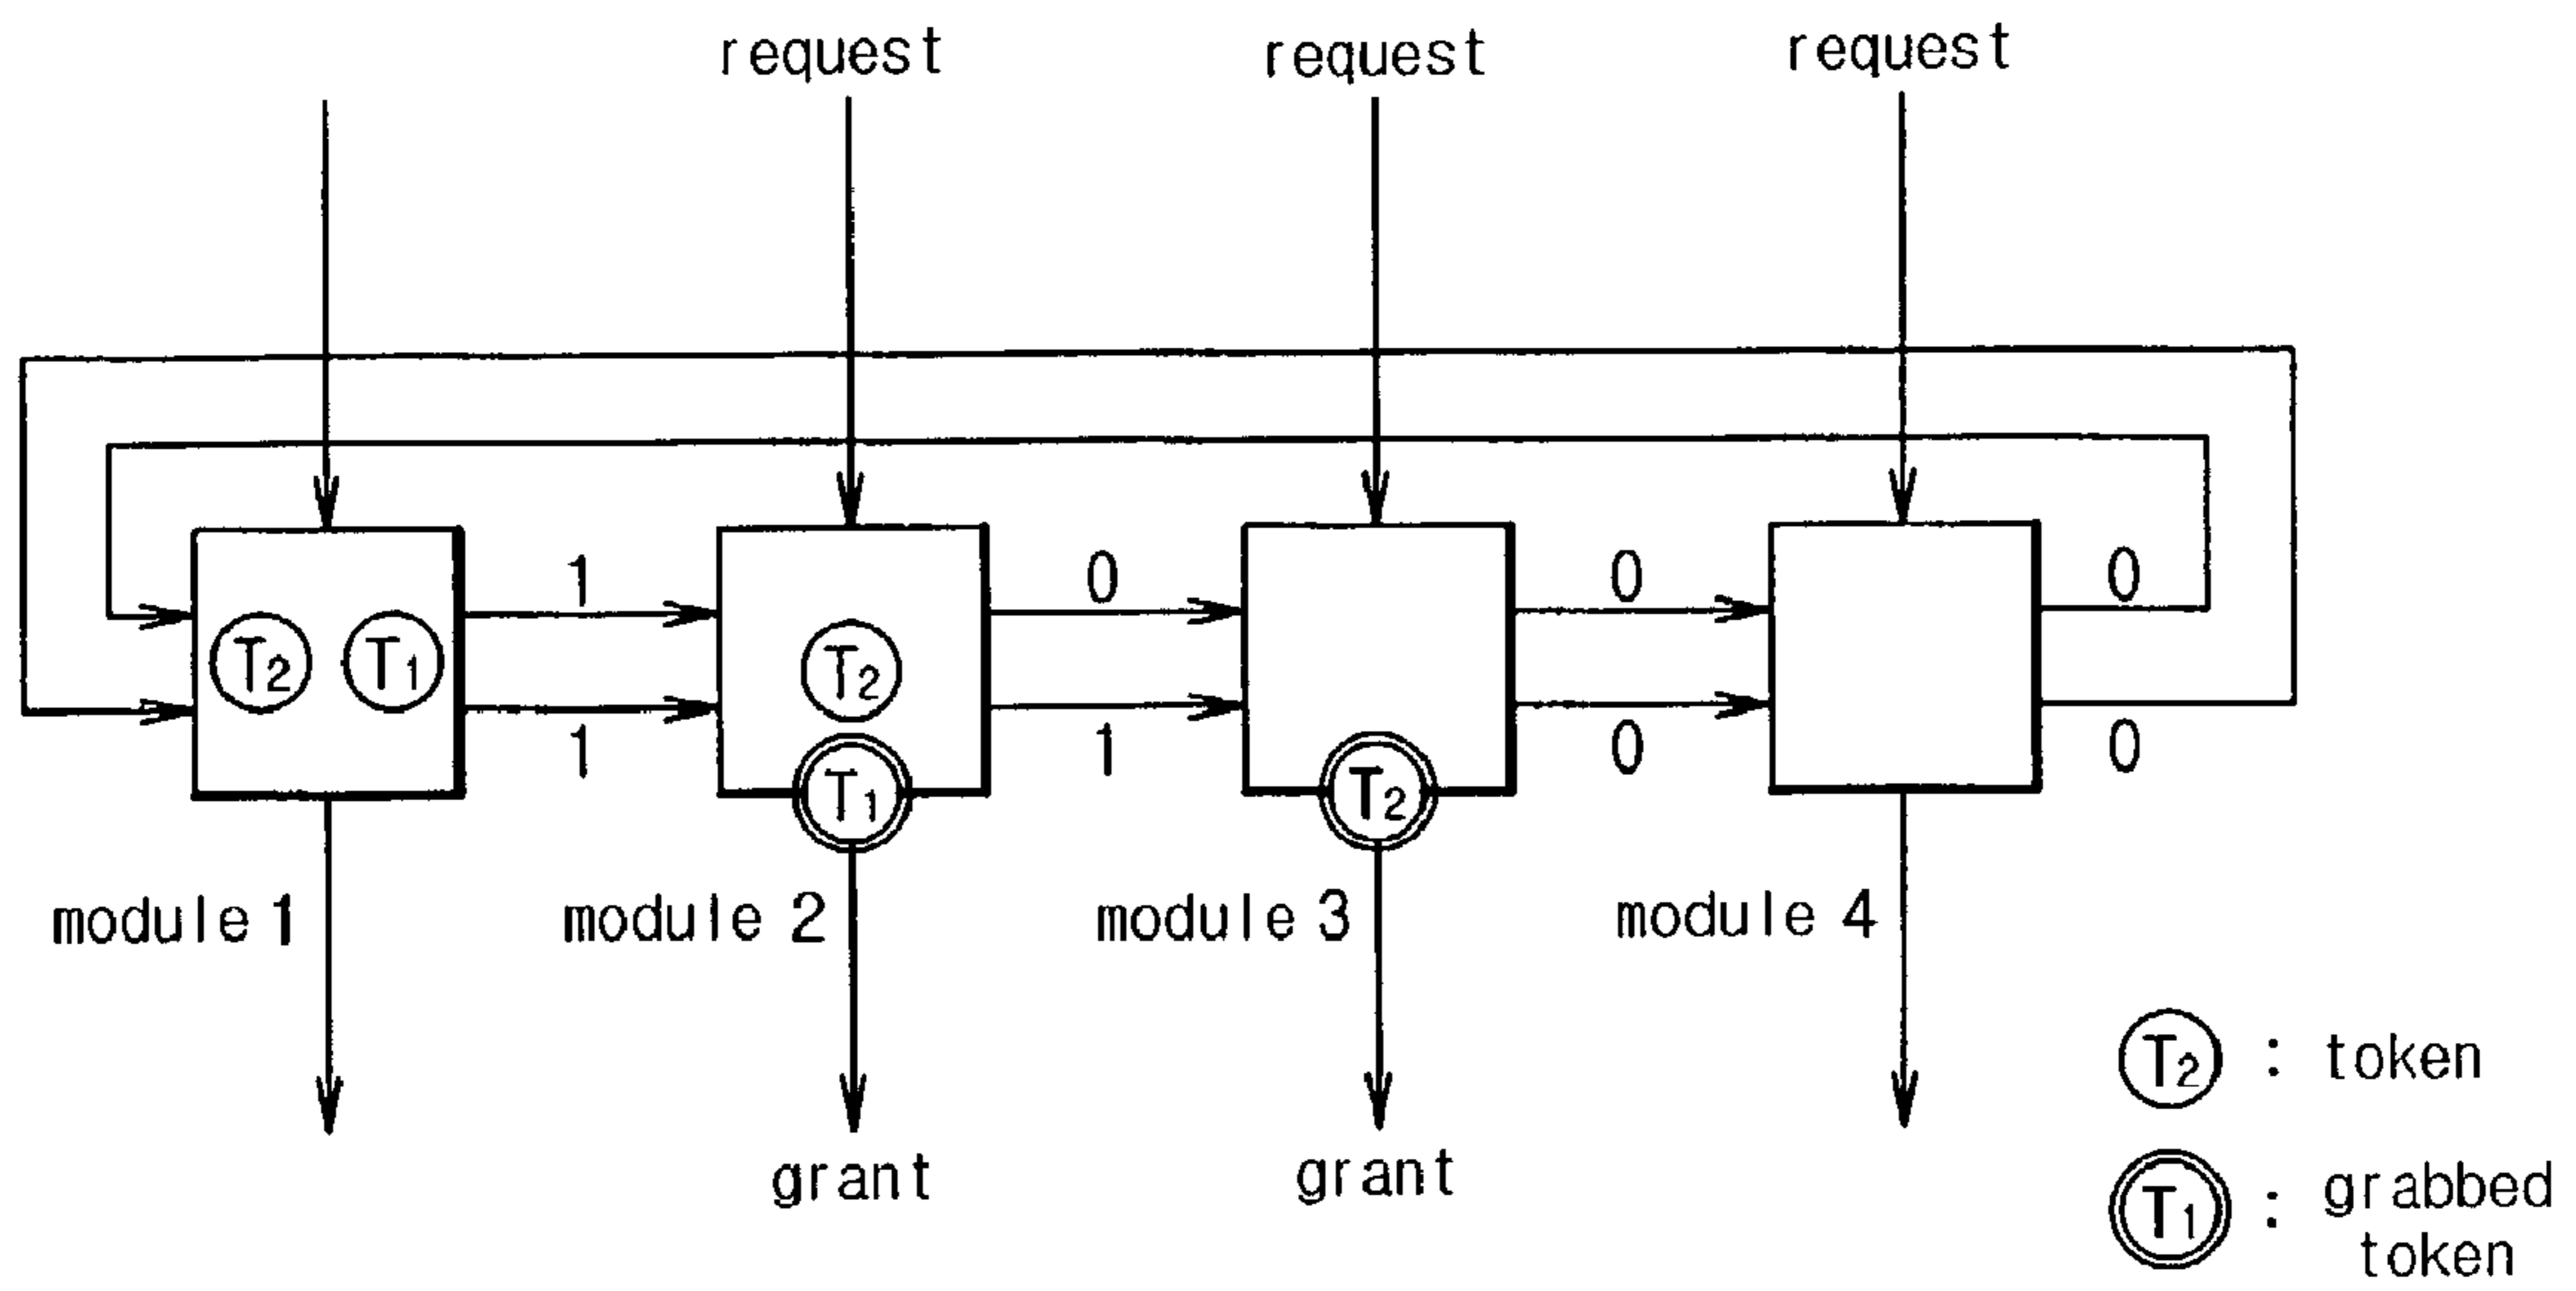 request request request
1 0 0 0
T2 T1 T2
1 1 0 0
T1 T2
module 1 module 2 module 3 module 4
T2 : token
grant grant
T1 : grabbed
token